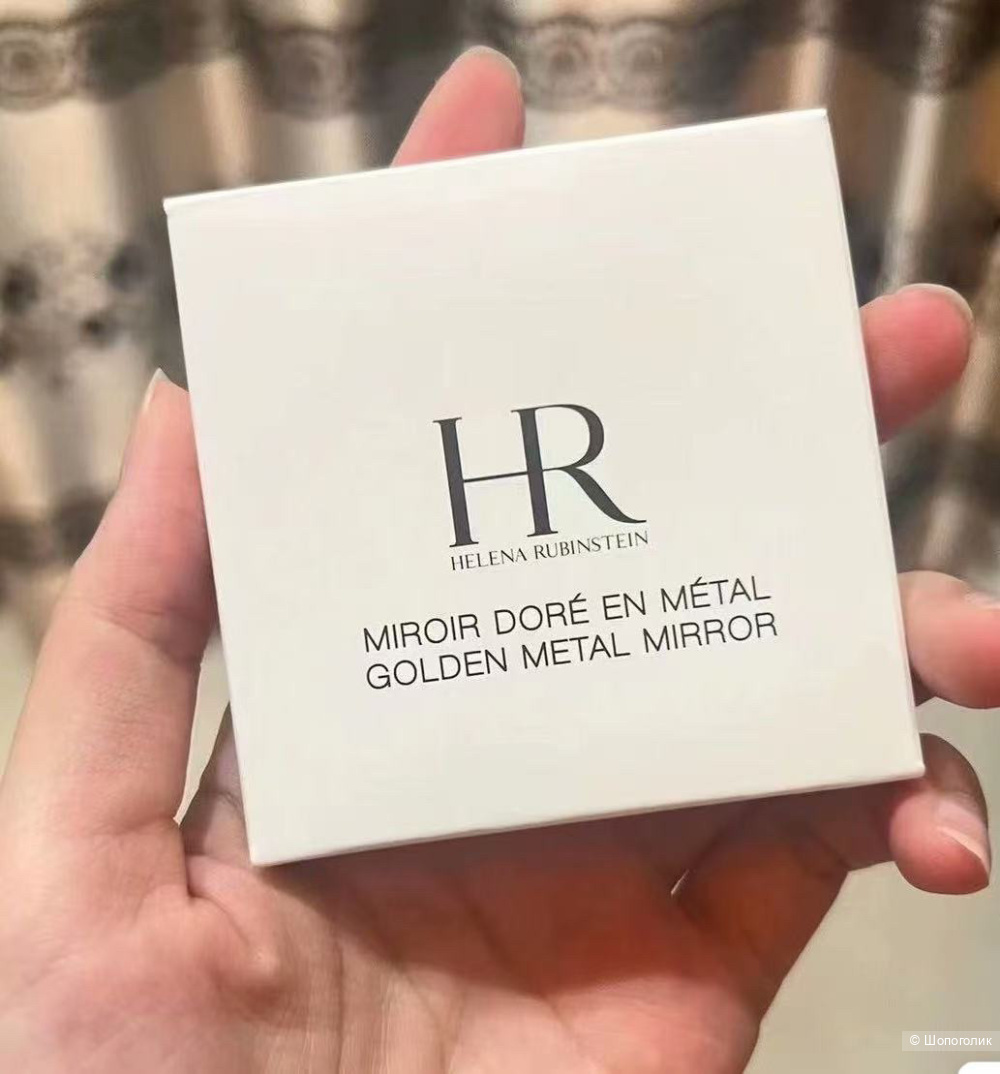 HR
HELENA RUBINSTEIN
MIROIR DORÉ EN MÉTAL
GOLDEN METAL MIRROR
© Шопоголик